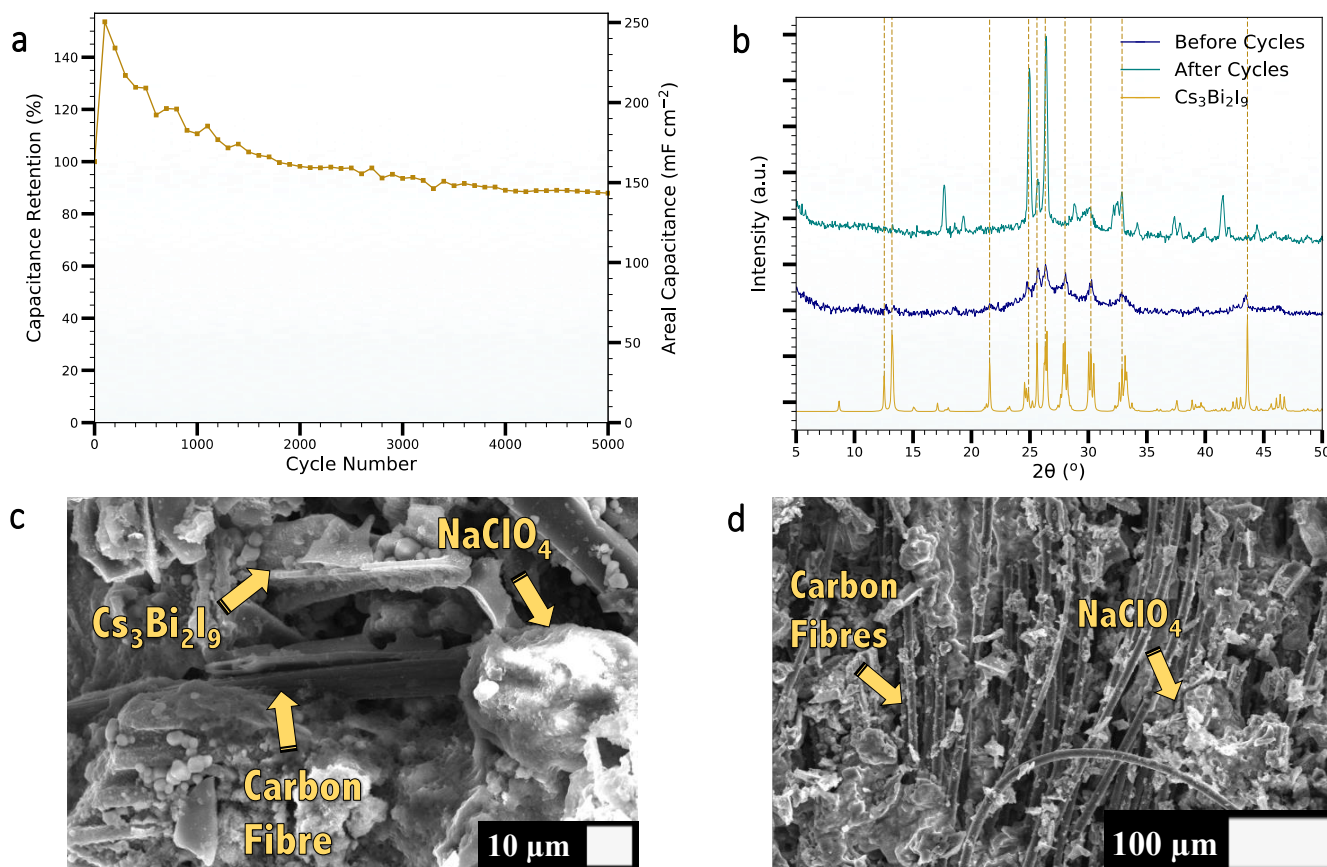 a
Capacitance Retention (%)
140
120
100
80
60
40
20
0
250
200
150
100
50
0
Areal Capacitance (mF cm⁻²)
0
1000
2000
3000
4000
5000
Cycle Number
b
Before Cycles
After Cycles
Cs₃Bi₂I₉
Intensity (a.u.)
5
10
15
20
25
30
35
40
45
50
2θ (⁰)
c
NaClO₄
Cs₃Bi₂I₉
Carbon
Fibre
10 µm
d
Carbon
Fibres
NaClO₄
100 µm